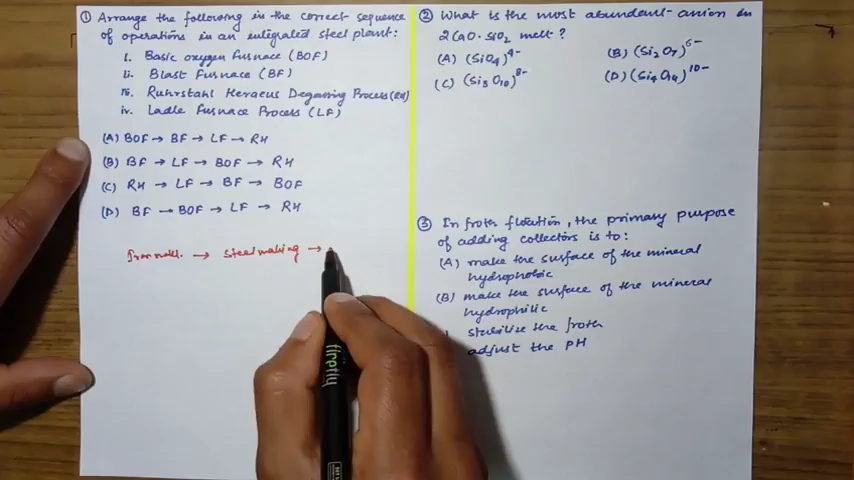 ① Arrange the following in the correct sequence
of operations in an integrated steel plant:
i. Basic oxygen furnace (BOF)
ii. Blast Furnace (BF)
iii. Ruhrstahl Heraeus Degassing Process (RH)
iv. Ladle Furnace Process (LF)
(A) BOF → BF → LF → RH
(B) BF → LF → BOF → RH
(C) RH → LF → BF → BOF
(D) BF → BOF → LF → RH
→ steelmaking →
② What is the most abundant anion in
2CaO·SiO₂ melt?
(A) (SiO₄)⁴⁻ (B) (Si₂O₇)⁶⁻
(C) (Si₃O₁₀)⁸⁻ (D) (Si₄O₁₄)¹⁰⁻
③ In froth flotation, the primary purpose
of adding collectors is to:
(A) make the surface of the mineral
hydrophobic
(B) make the surface of the mineral
hydrophilic
stabilize the froth
adjust the PH